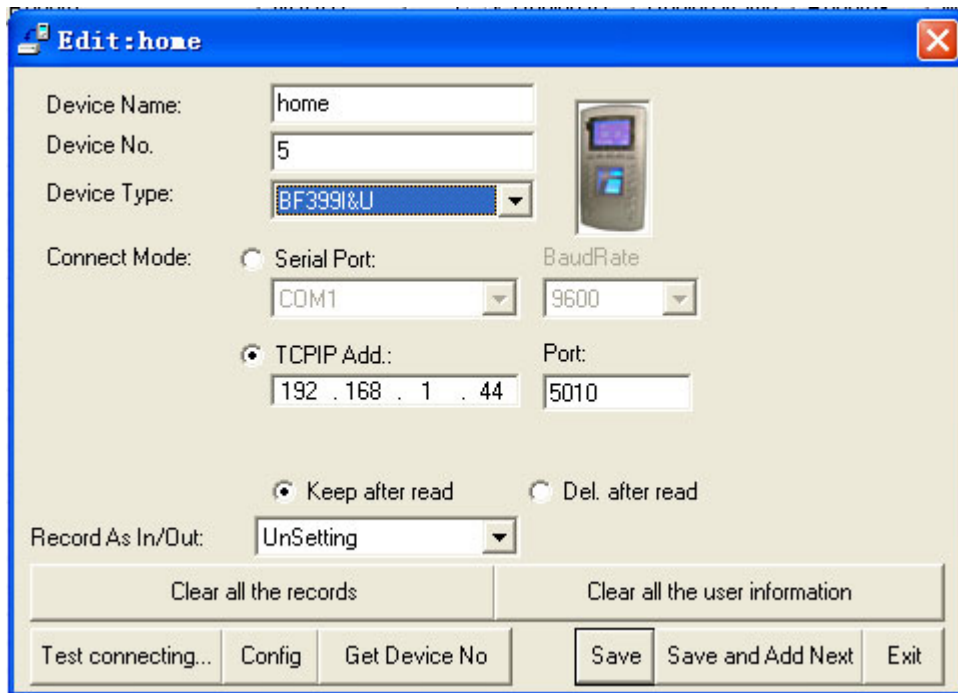 Edit:home
Device Name: home
Device No. 5
Device Type: BF399I&U
Connect Mode: Serial Port: BaudRate
COM1 9600
TCPIP Add.: Port:
192 . 168 . 1 . 44 5010
Keep after read Del. after read
Record As In/Out: UnSetting
Clear all the records Clear all the user information
Test connecting... Config Get Device No Save Save and Add Next Exit